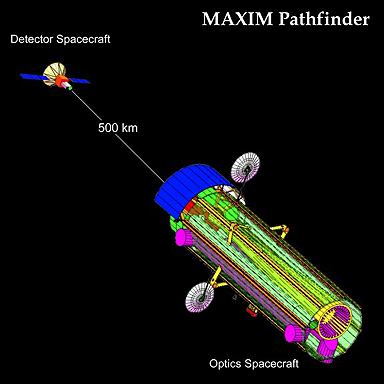 MAXIM Pathfinder
Detector Spacecraft
500 km
Optics Spacecraft